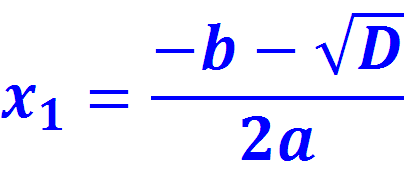 x₁ = (−b − √D) / 2a